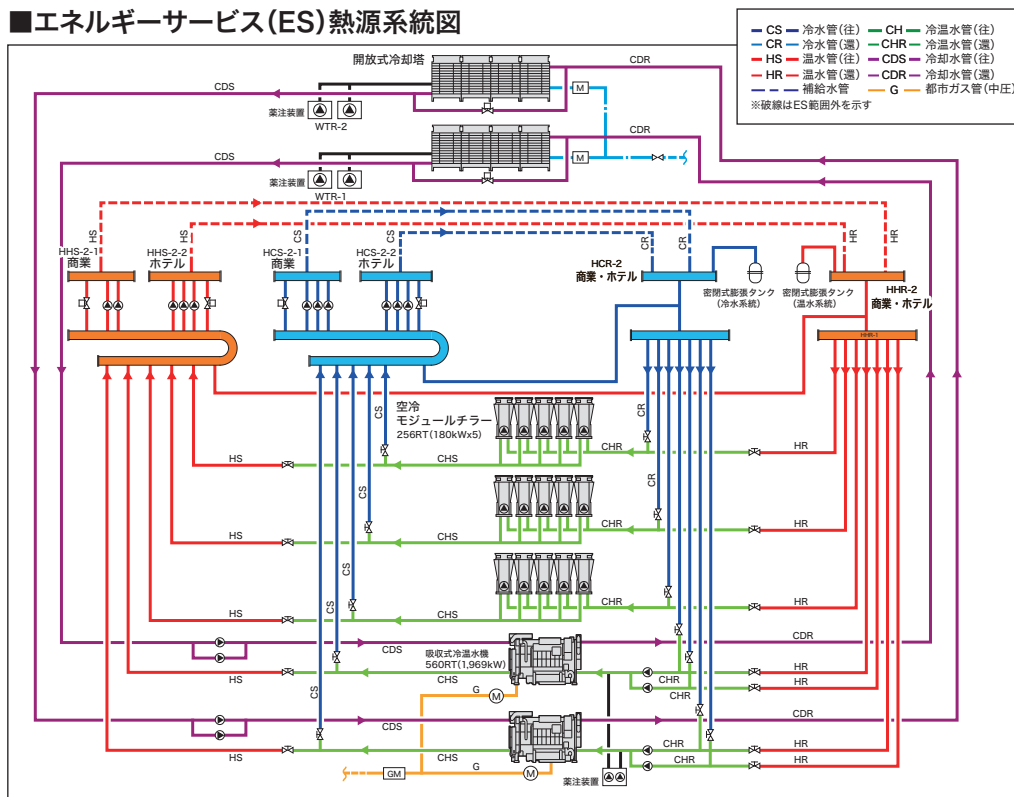 ■エネルギーサービス(ES)熱源系統図
CS 冷水管(往)
CH 冷温水管(往)
CR 冷水管(還)
CHR 冷温水管(還)
HS 温水管(往)
CDS 冷却水管(往)
HR 温水管(還)
CDR 冷却水管(還)
補給水管
G 都市ガス管(中圧)
※破線はES範囲外を示す
開放式冷却塔
CDR
CDS
M
薬注装置
WTR-2
CDR
CDS
M
薬注装置
WTR-1
HS
HS
CS
CS
CR
CR
HR
HR
HHS-2-1
商業
HHS-2-2
ホテル
HCS-2-1
商業
HCS-2-2
ホテル
HCR-2
商業・ホテル
密閉式膨張タンク
(冷水系統)
密閉式膨張タンク
(温水系統)
HHR-2
商業・ホテル
HHR-1
空冷
モジュールチラー
256RT(180kWx5)
CS
CR
HS
CHS
CHR
HR
CS
CR
HS
CHS
CHR
HR
CS
HS
CHS
CHR
HR
CS
CDS
吸収式冷温水機
560RT(1,969kW)
CDR
HS
CHS
CHR
HR
CHR
HR
G
M
CS
CDS
CDR
HS
CHS
CHR
HR
CHR
HR
GM
G
M
薬注装置